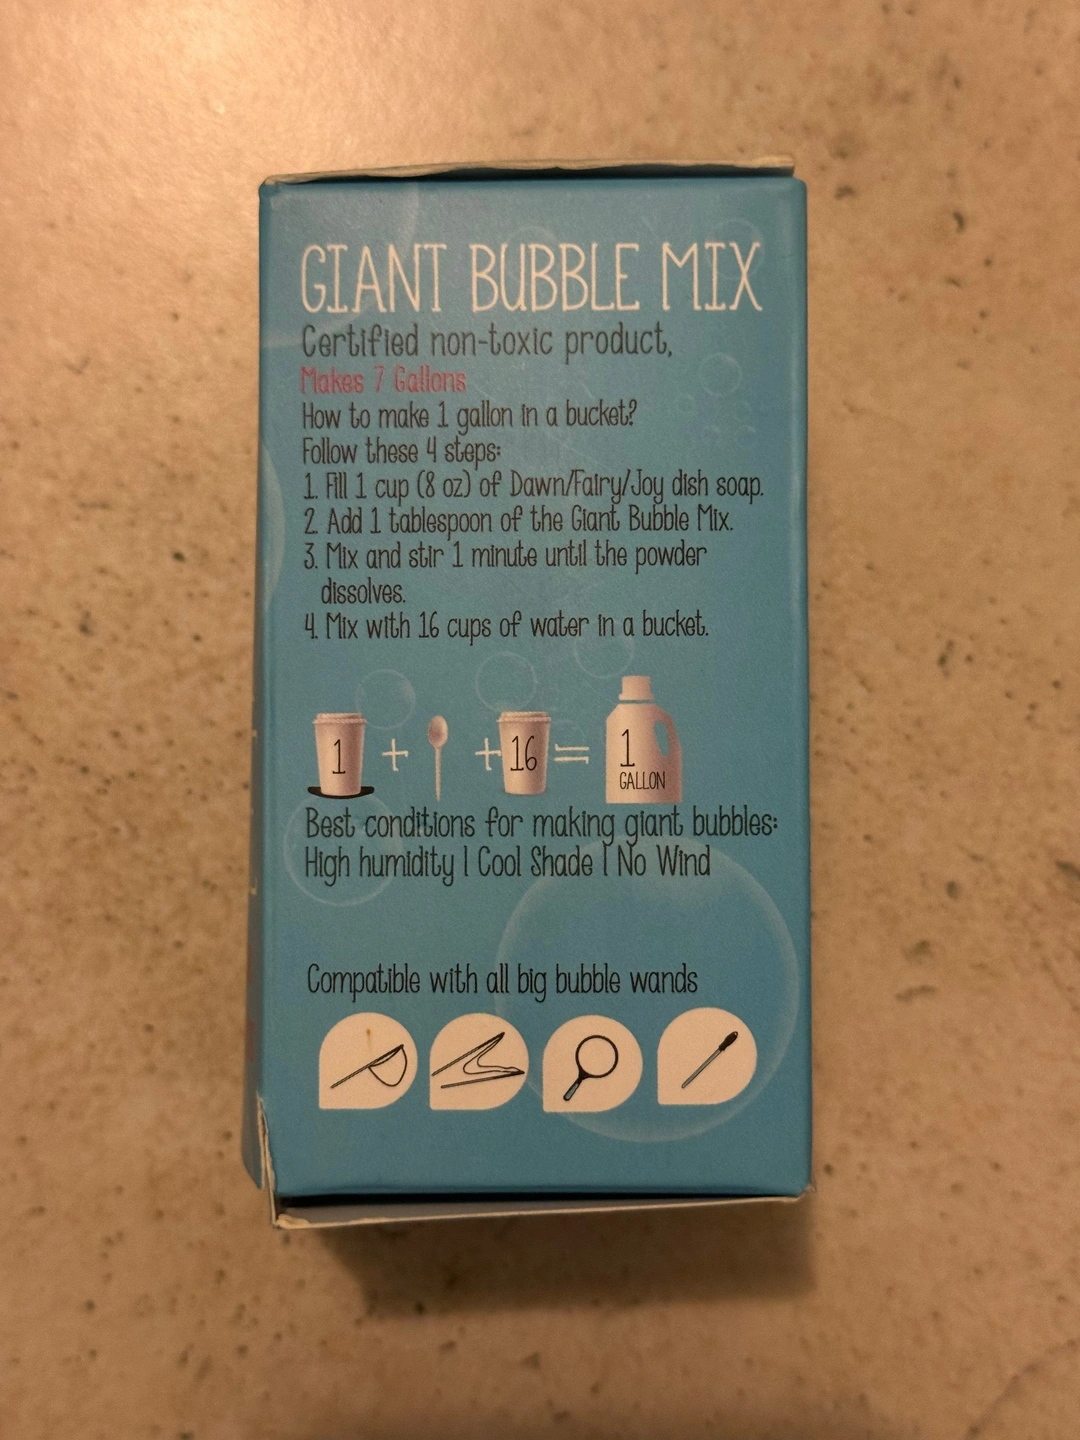 GIANT BUBBLE MIX
Certified non-toxic product,
Makes 7 Gallons
How to make 1 gallon in a bucket?
Follow these 4 steps:
1. Fill 1 cup (8 oz) of Dawn/Fairy/Joy dish soap.
2. Add 1 tablespoon of the Giant Bubble Mix.
3. Mix and stir 1 minute until the powder
dissolves.
4. Mix with 16 cups of water in a bucket.
1 + + 16 = 1
GALLON
Best conditions for making giant bubbles:
High humidity | Cool Shade | No Wind
Compatible with all big bubble wands